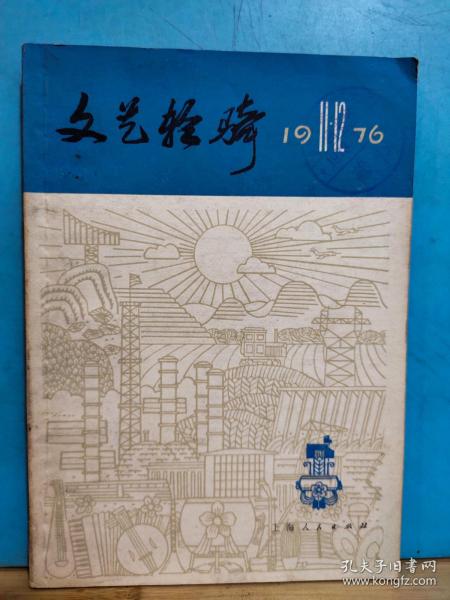 文艺轻骑 19 11·12 76
上海人民出版社
孔夫子旧书网
www.kongfz.com